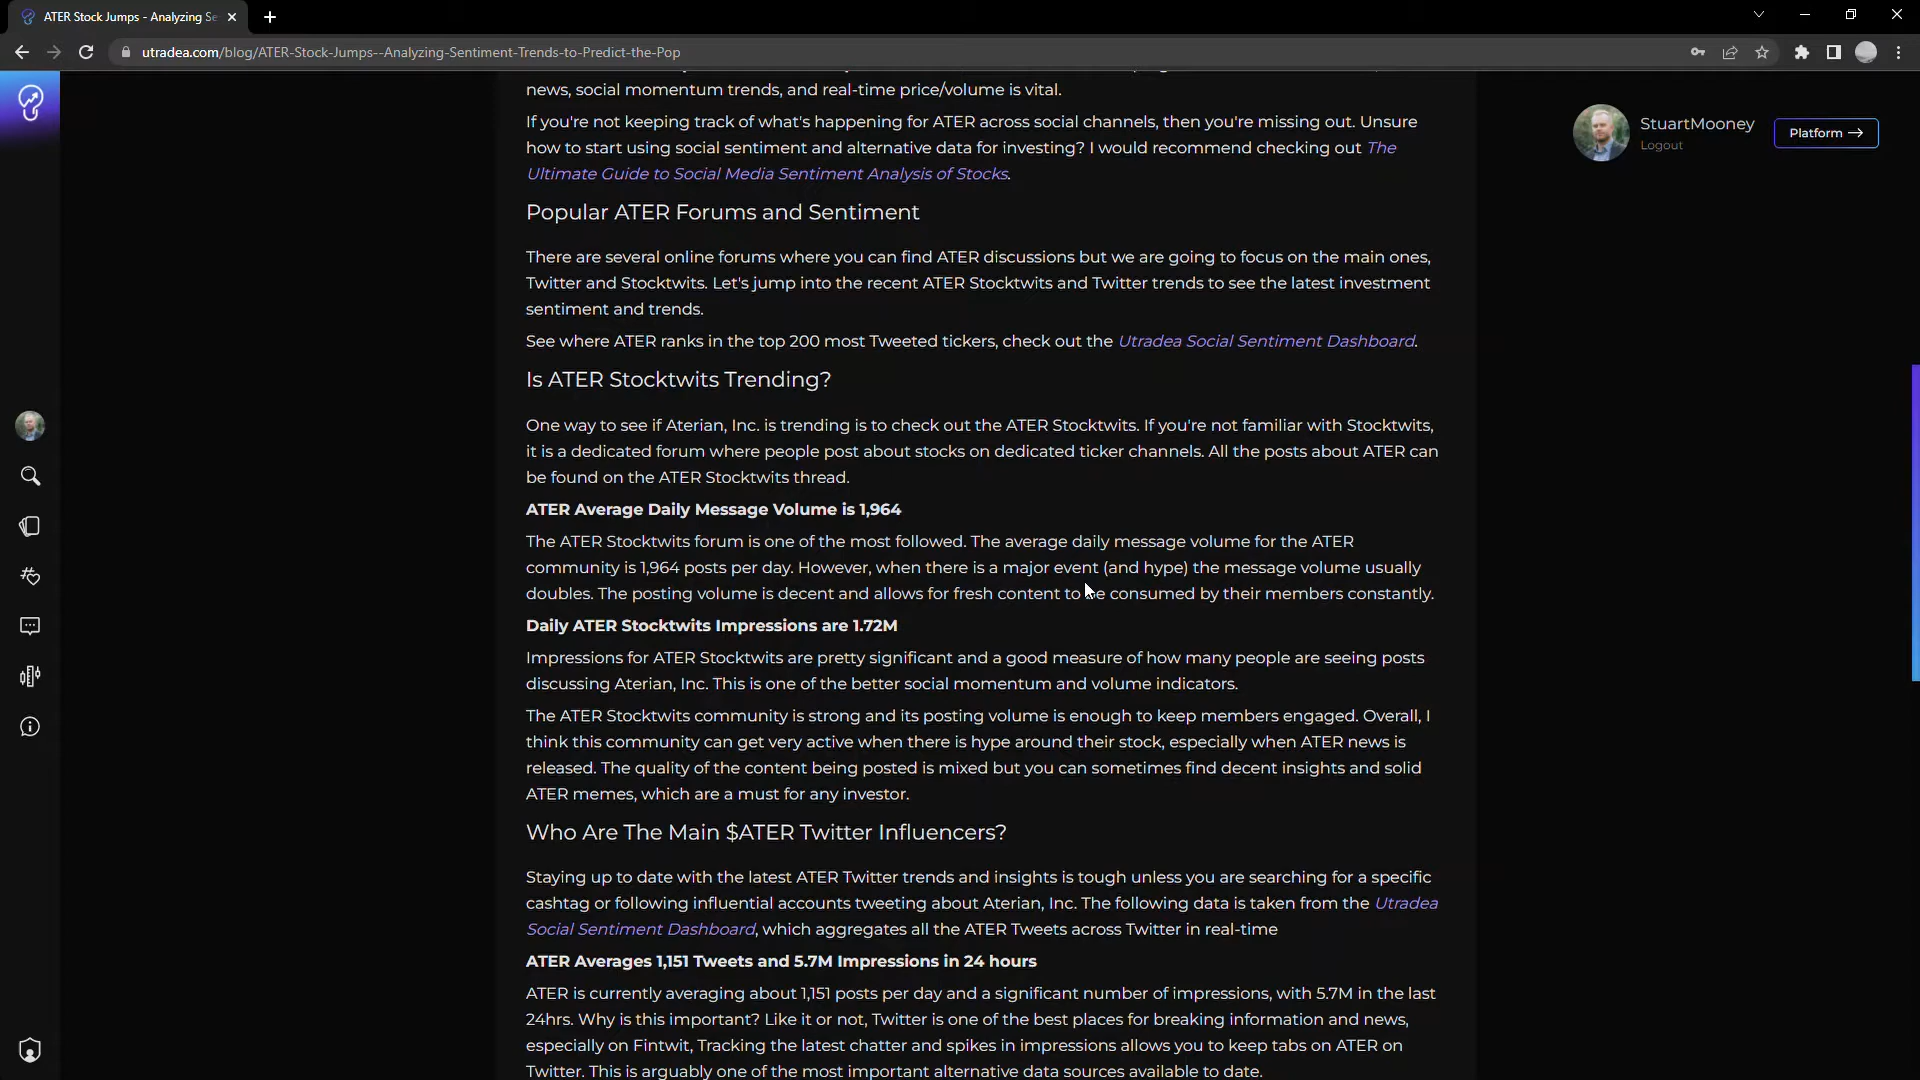 ATER Stock Jumps - Analyzing Se
utradea.com/blog/ATER-Stock-Jumps--Analyzing-Sentiment-Trends-to-Predict-the-Pop
StuartMooney
Logout
Platform →
news, social momentum trends, and real-time price/volume is vital.
If you're not keeping track of what's happening for ATER across social channels, then you're missing out. Unsure
how to start using social sentiment and alternative data for investing? I would recommend checking out The
Ultimate Guide to Social Media Sentiment Analysis of Stocks.
Popular ATER Forums and Sentiment
There are several online forums where you can find ATER discussions but we are going to focus on the main ones,
Twitter and Stocktwits. Let's jump into the recent ATER Stocktwits and Twitter trends to see the latest investment
sentiment and trends.
See where ATER ranks in the top 200 most Tweeted tickers, check out the Utradea Social Sentiment Dashboard.
Is ATER Stocktwits Trending?
One way to see if Aterian, Inc. is trending is to check out the ATER Stocktwits. If you're not familiar with Stocktwits,
it is a dedicated forum where people post about stocks on dedicated ticker channels. All the posts about ATER can
be found on the ATER Stocktwits thread.
ATER Average Daily Message Volume is 1,964
The ATER Stocktwits forum is one of the most followed. The average daily message volume for the ATER
community is 1,964 posts per day. However, when there is a major event (and hype) the message volume usually
doubles. The posting volume is decent and allows for fresh content to be consumed by their members constantly.
Daily ATER Stocktwits Impressions are 1.72M
Impressions for ATER Stocktwits are pretty significant and a good measure of how many people are seeing posts
discussing Aterian, Inc. This is one of the better social momentum and volume indicators.
The ATER Stocktwits community is strong and its posting volume is enough to keep members engaged. Overall, I
think this community can get very active when there is hype around their stock, especially when ATER news is
released. The quality of the content being posted is mixed but you can sometimes find decent insights and solid
ATER memes, which are a must for any investor.
Who Are The Main $ATER Twitter Influencers?
Staying up to date with the latest ATER Twitter trends and insights is tough unless you are searching for a specific
cashtag or following influential accounts tweeting about Aterian, Inc. The following data is taken from the Utradea
Social Sentiment Dashboard, which aggregates all the ATER Tweets across Twitter in real-time
ATER Averages 1,151 Tweets and 5.7M Impressions in 24 hours
ATER is currently averaging about 1,151 posts per day and a significant number of impressions, with 5.7M in the last
24hrs. Why is this important? Like it or not, Twitter is one of the best places for breaking information and news,
especially on Fintwit, Tracking the latest chatter and spikes in impressions allows you to keep tabs on ATER on
Twitter. This is arguably one of the most important alternative data sources available to date.